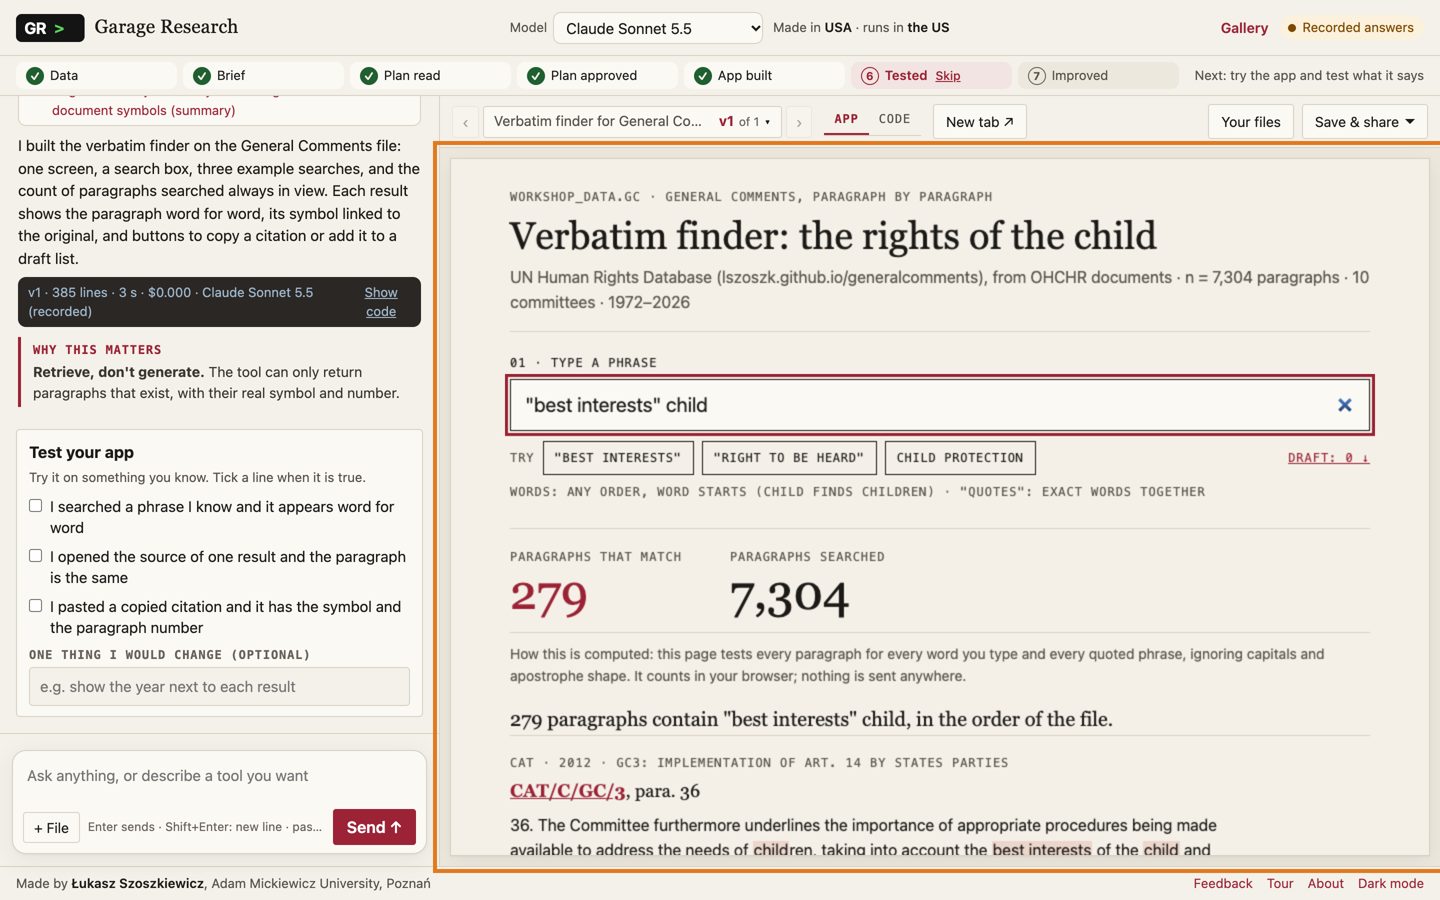 GR >
Garage Research
Model
Claude Sonnet 5.5
Made in USA · runs in the US
Gallery
Recorded answers
Data
Brief
Plan read
Plan approved
App built
6 Tested Skip
7 Improved
Next: try the app and test what it says
document symbols (summary)
I built the verbatim finder on the General Comments file:
one screen, a search box, three example searches, and the
count of paragraphs searched always in view. Each result
shows the paragraph word for word, its symbol linked to
the original, and buttons to copy a citation or add it to a
draft list.
v1 · 385 lines · 3 s · $0.000 · Claude Sonnet 5.5
(recorded)
Show
code
WHY THIS MATTERS
Retrieve, don't generate. The tool can only return
paragraphs that exist, with their real symbol and number.
Test your app
Try it on something you know. Tick a line when it is true.
I searched a phrase I know and it appears word for
word
I opened the source of one result and the paragraph
is the same
I pasted a copied citation and it has the symbol and
the paragraph number
ONE THING I WOULD CHANGE (OPTIONAL)
e.g. show the year next to each result
Ask anything, or describe a tool you want
+ File
Enter sends · Shift+Enter: new line · pas...
Send ↑
‹
Verbatim finder for General Co... v1 of 1 ▾
›
APP
CODE
New tab ↗
Your files
Save & share ▾
WORKSHOP_DATA.GC · GENERAL COMMENTS, PARAGRAPH BY PARAGRAPH
Verbatim finder: the rights of the child
UN Human Rights Database (lszoszk.github.io/generalcomments), from OHCHR documents · n = 7,304 paragraphs · 10
committees · 1972–2026
01 · TYPE A PHRASE
"best interests" child
×
TRY
"BEST INTERESTS"
"RIGHT TO BE HEARD"
CHILD PROTECTION
DRAFT: 0 ↓
WORDS: ANY ORDER, WORD STARTS (CHILD FINDS CHILDREN) · "QUOTES": EXACT WORDS TOGETHER
PARAGRAPHS THAT MATCH
PARAGRAPHS SEARCHED
279
7,304
How this is computed: this page tests every paragraph for every word you type and every quoted phrase, ignoring capitals and
apostrophe shape. It counts in your browser; nothing is sent anywhere.
279 paragraphs contain "best interests" child, in the order of the file.
CAT · 2012 · GC3: IMPLEMENTATION OF ART. 14 BY STATES PARTIES
CAT/C/GC/3, para. 36
36. The Committee furthermore underlines the importance of appropriate procedures being made
available to address the needs of children, taking into account the best interests of the child and
Made by Łukasz Szoszkiewicz, Adam Mickiewicz University, Poznań
Feedback
Tour
About
Dark mode